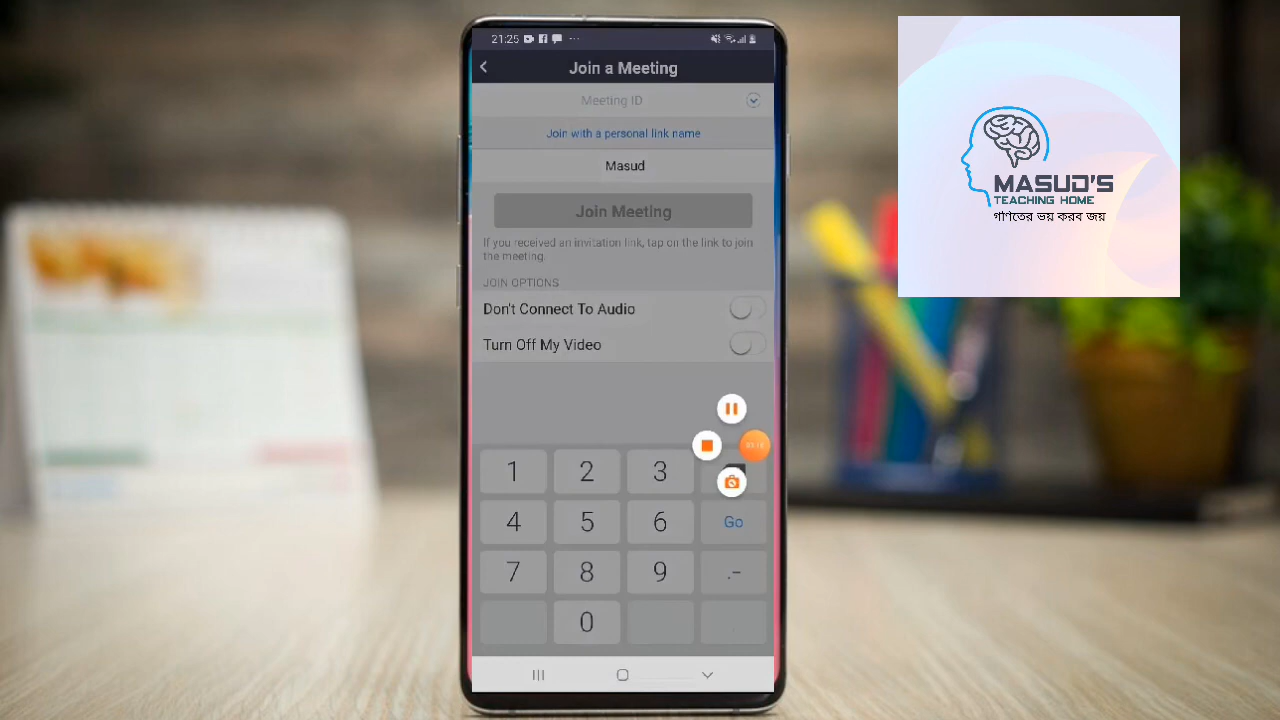 21:25
Join a Meeting
Meeting ID
Join with a personal link name
Masud
Join Meeting
If you received an invitation link, tap on the link to join
the meeting.
JOIN OPTIONS
Don't Connect To Audio
Turn Off My Video
1 2 3
4 5 6 Go
7 8 9 .-
0
MASUD'S
TEACHING HOME
গণিতের ভয় করব জয়